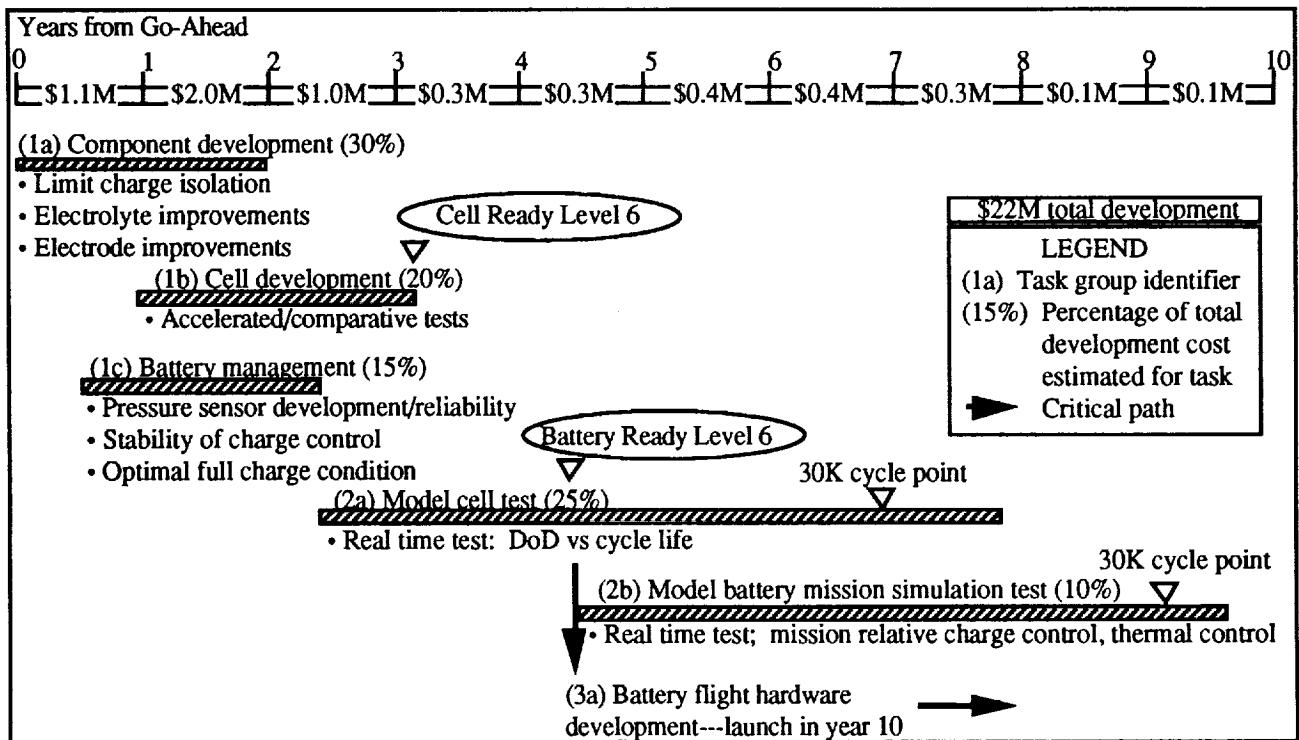 Years from Go-Ahead
0 1 2 3 4 5 6 7 8 9 10
$1.1M $2.0M $1.0M $0.3M $0.3M $0.4M $0.4M $0.3M $0.1M $0.1M
(1a) Component development (30%)
• Limit charge isolation
• Electrolyte improvements
• Electrode improvements
Cell Ready Level 6
(1b) Cell development (20%)
• Accelerated/comparative tests
(1c) Battery management (15%)
• Pressure sensor development/reliability
• Stability of charge control
• Optimal full charge condition
Battery Ready Level 6
$22M total development
LEGEND
(1a) Task group identifier
(15%) Percentage of total
development cost
estimated for task
Critical path
30K cycle point
(2a) Model cell test (25%)
• Real time test: DoD vs cycle life
30K cycle point
(2b) Model battery mission simulation test (10%)
• Real time test; mission relative charge control, thermal control
(3a) Battery flight hardware
development---launch in year 10